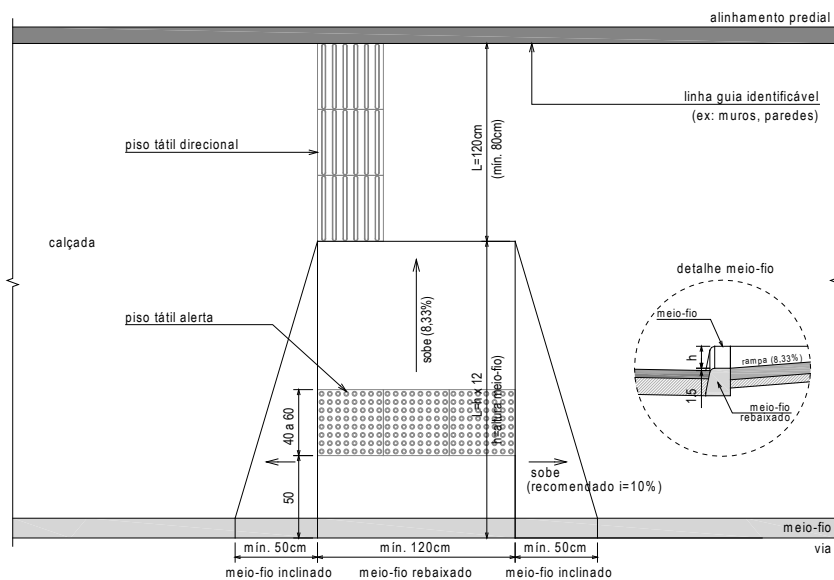 alinhamento predial
linha guia identificável
(ex: muros, paredes)
piso tátil direcional
L=120cm
(mín. 80cm)
calçada
detalhe meio-fio
meio-fio
rampa (8,33%)
h
1.5
meio-fio
rebaixado
sobe (8,33%)
piso tátil alerta
L=h x 12
(h=altura meio-fio)
40 a 60
50
sobe
(recomendado i=10%)
meio-fio
via
mín. 50cm
mín. 120cm
mín. 50cm
meio-fio inclinado
meio-fio rebaixado
meio-fio inclinado